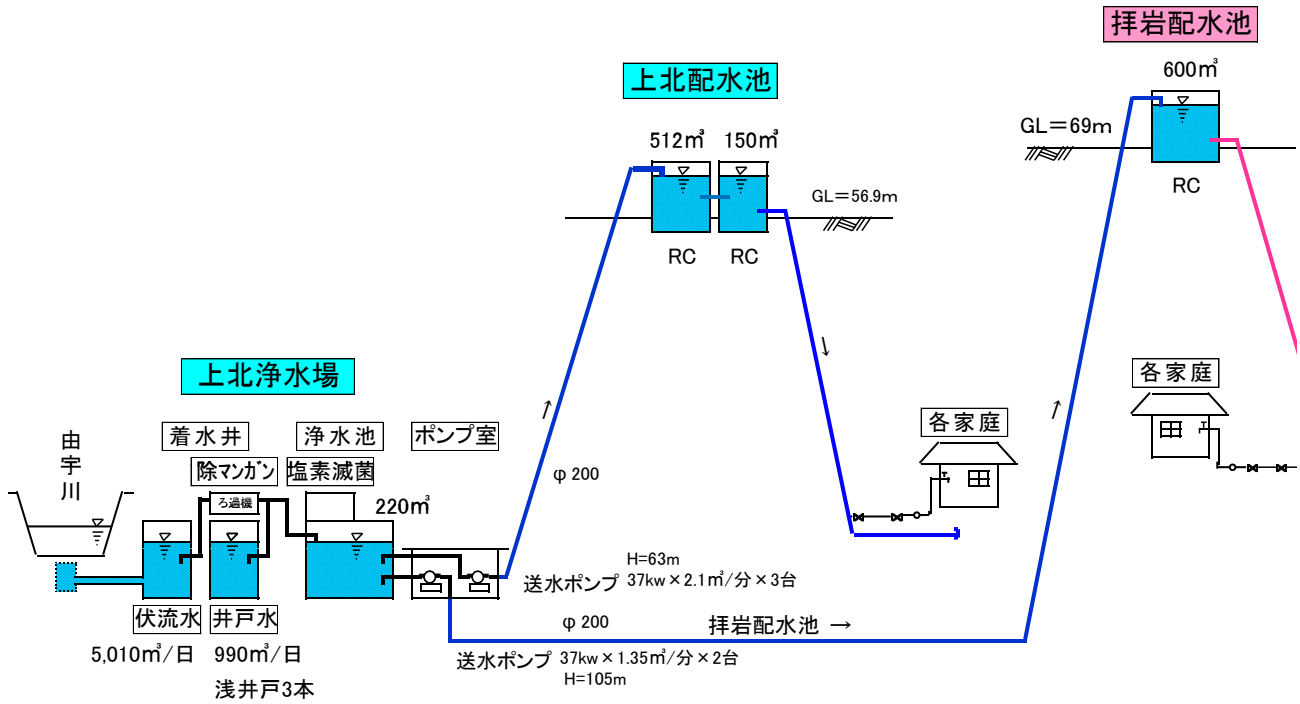 拝岩配水池
600㎥
GL=69m
RC
上北配水池
512㎥
150㎥
GL=56.9m
RC
RC
上北浄水場
各家庭
各家庭
由宇川
着水井
浄水池
ポンプ室
除マンガン
塩素滅菌
ろ過機
220㎥
φ200
H=63m
送水ポンプ 37kw×2.1㎥/分×3台
伏流水
井戸水
φ200
拝岩配水池 →
5,010㎥/日
990㎥/日
送水ポンプ 37kw×1.35㎥/分×2台
H=105m
浅井戸3本